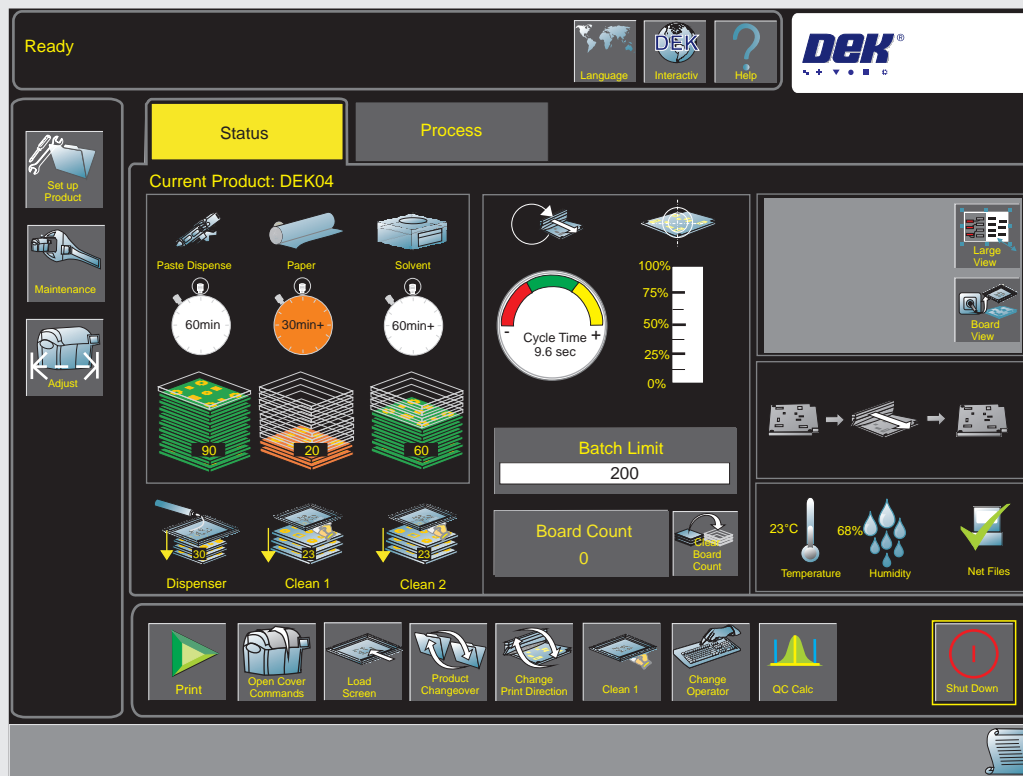 Ready
Language
DEK
Interactiv
Help
DEK®
Status
Process
Set up
Product
Maintenance
Adjust
Current Product: DEK04
Paste Dispense
Paper
Solvent
60min
30min+
60min+
90
20
60
30
23
23
Dispenser
Clean 1
Clean 2
- Cycle Time +
9.6 sec
100%
75%
50%
25%
0%
Batch Limit
200
Board Count
0
Clear
Board
Count
Large
View
Board
View
23°C
68%
Temperature
Humidity
Net Files
Print
Open Cover
Commands
Load
Screen
Product
Changeover
Change
Print Direction
Clean 1
Change
Operator
QC Calc
Shut Down